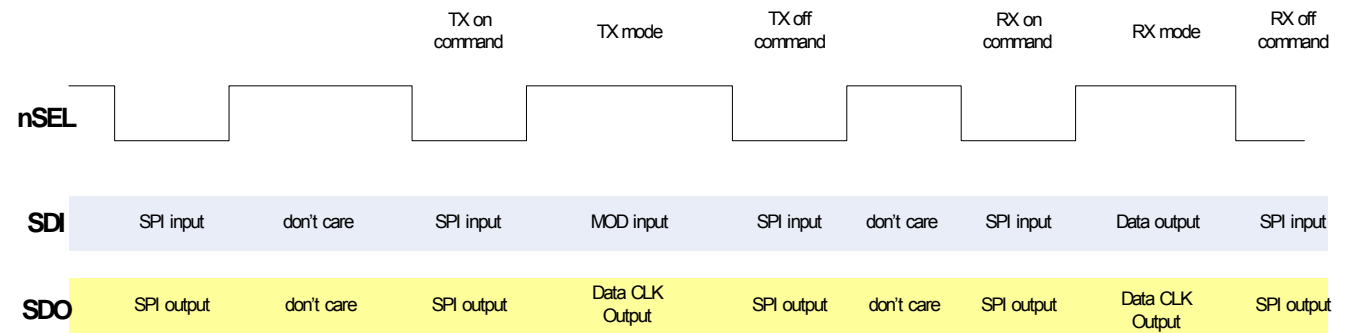 TX on command
TX mode
TX off command
RX on command
RX mode
RX off command
nSEL
SDI SPI input don't care SPI input MOD input SPI input don't care SPI input Data output SPI input
SDO SPI output don't care SPI output Data CLK Output SPI output don't care SPI output Data CLK Output SPI output